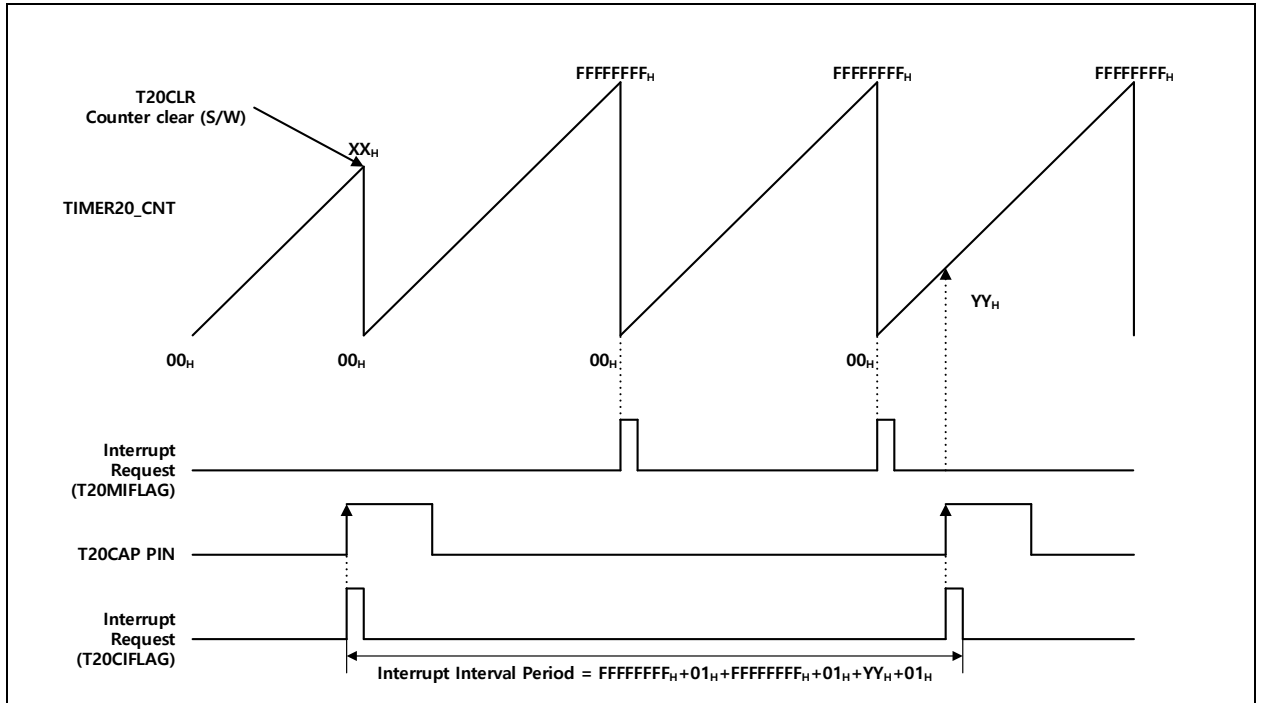 FFFFFFFFH FFFFFFFFH FFFFFFFFH
T20CLR
Counter clear (S/W)
XXH
TIMER20_CNT
YYH
00H 00H 00H 00H
Interrupt
Request
(T20MIFLAG)
T20CAP PIN
Interrupt
Request
(T20CIFLAG)
Interrupt Interval Period = FFFFFFFFH+01H+FFFFFFFFH+01H+YYH+01H